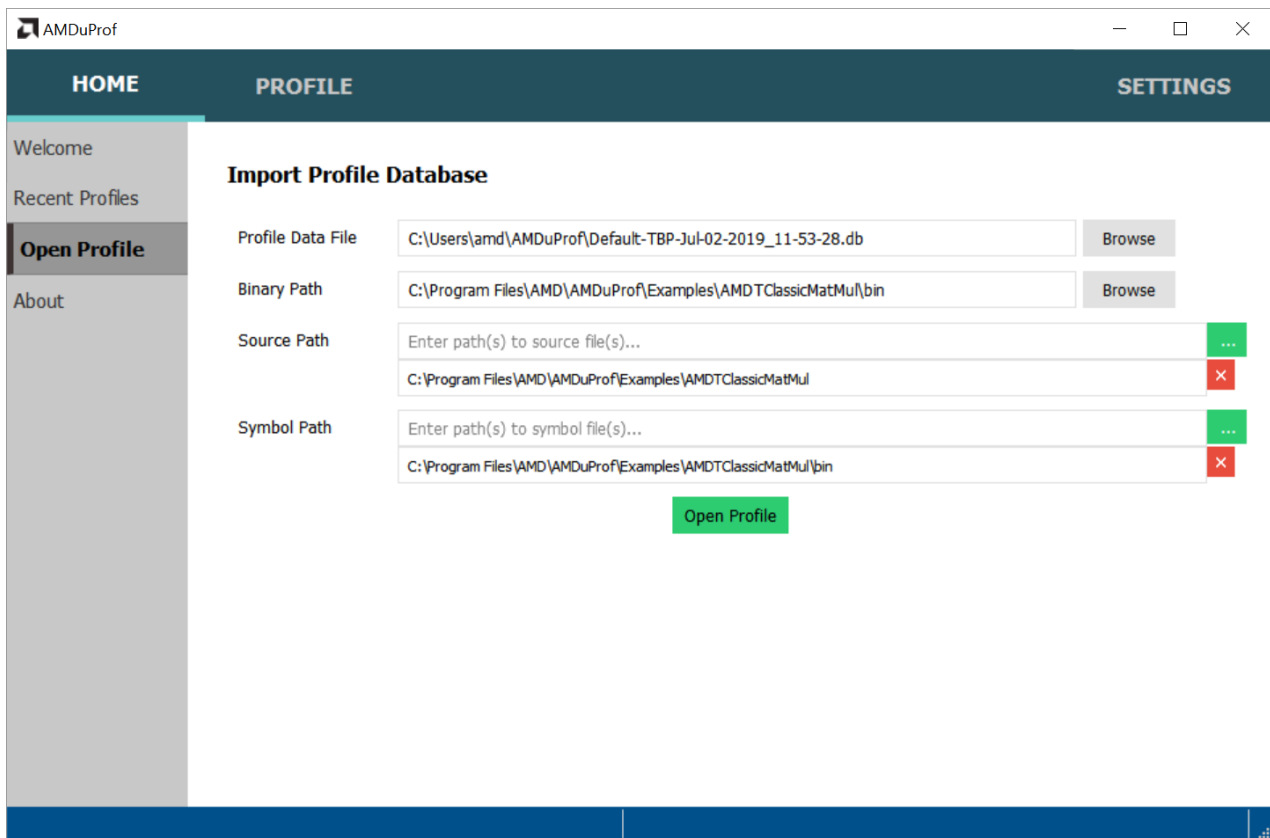 AMDuProf
HOME PROFILE SETTINGS
Welcome
Recent Profiles
Open Profile
About
Import Profile Database
Profile Data File C:\Users\amd\AMDuProf\Default-TBP-Jul-02-2019_11-53-28.db Browse
Binary Path C:\Program Files\AMD\AMDuProf\Examples\AMDTClassicMatMul\bin Browse
Source Path Enter path(s) to source file(s)... ...
C:\Program Files\AMD\AMDuProf\Examples\AMDTClassicMatMul
Symbol Path Enter path(s) to symbol file(s)... ...
C:\Program Files\AMD\AMDuProf\Examples\AMDTClassicMatMul\bin
Open Profile